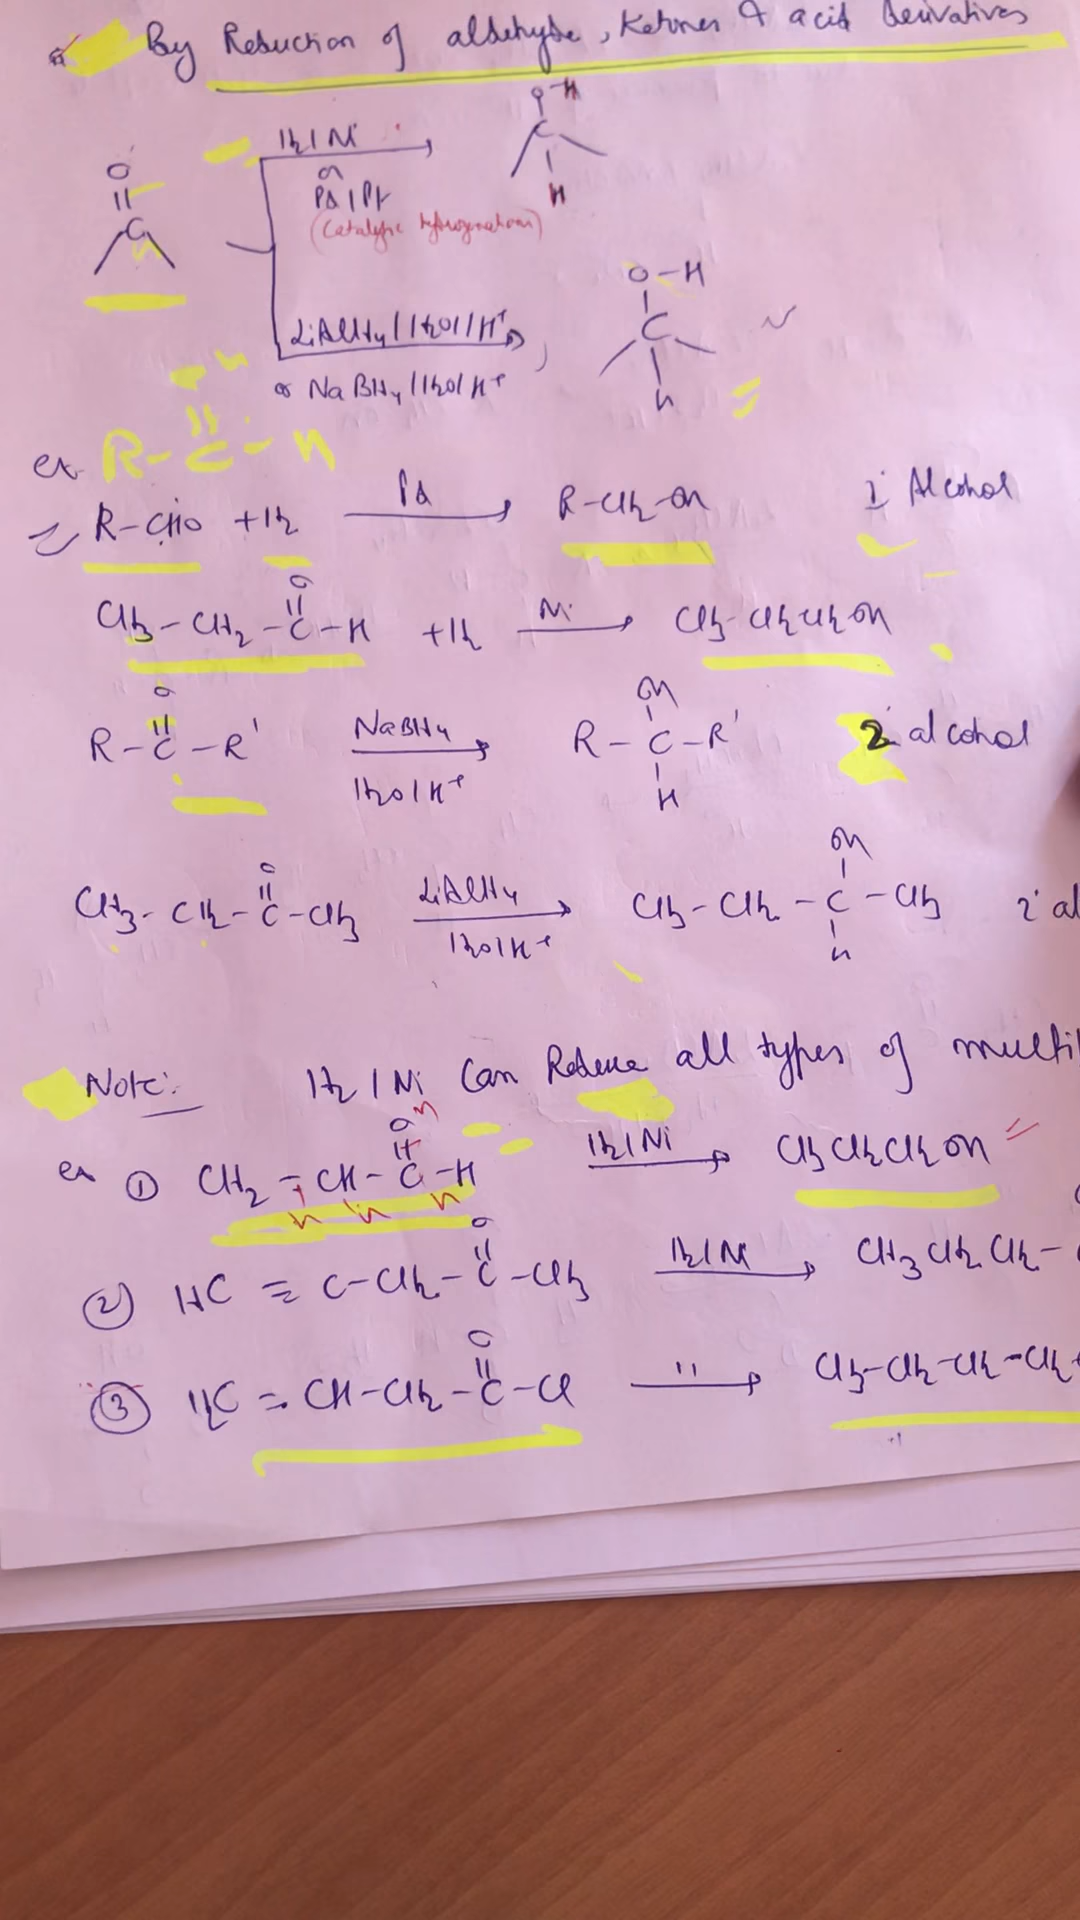 By Reduction of aldehyde, Ketones & acid derivatives
O
||
C
H2/Ni
or
Pd/Pt
(Catalytic hydrogenation)
O-H
C
H
LiAlH4/H2O/H+
or NaBH4/H2O/H+
O-H
C
H
ex R-C-H
R-CHO + H2 Pd R-CH2-OH 1° Alcohol
O
CH3-CH2-C-H + H2 Ni CH3-CH2CH2OH
O OH
R-C-R' NaBH4 R-C-R' 2° alcohol
H2O/H+ H
O OH
CH3-CH2-C-CH3 LiAlH4 CH3-CH2-C-CH3 2° al
H2O/H+ H
Note: H2/Ni Can Reduce all types of multi
O H
ex ① CH2=CH-C-H H2/Ni CH3CH2CH2OH
H H H
O
② HC≡C-CH2-C-CH3 H2/Ni CH3CH2CH2-
O
③ H2C=CH-CH2-C-Cl '' CH3-CH2-CH2-CH2